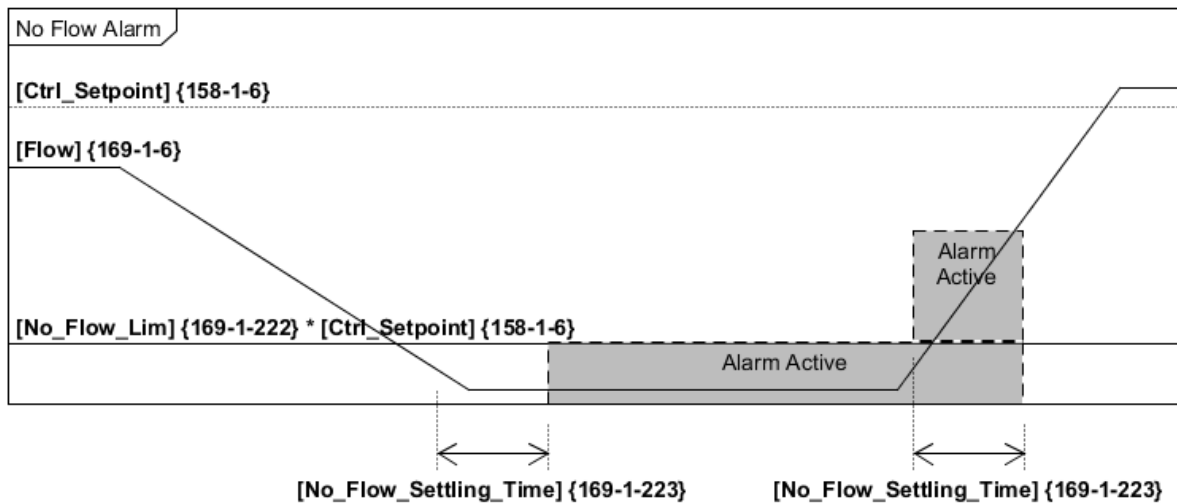 No Flow Alarm
[Ctrl_Setpoint] {158-1-6}
[Flow] {169-1-6}
Alarm
Active
[No_Flow_Lim] {169-1-222} * [Ctrl_Setpoint] {158-1-6}
Alarm Active
[No_Flow_Settling_Time] {169-1-223}
[No_Flow_Settling_Time] {169-1-223}